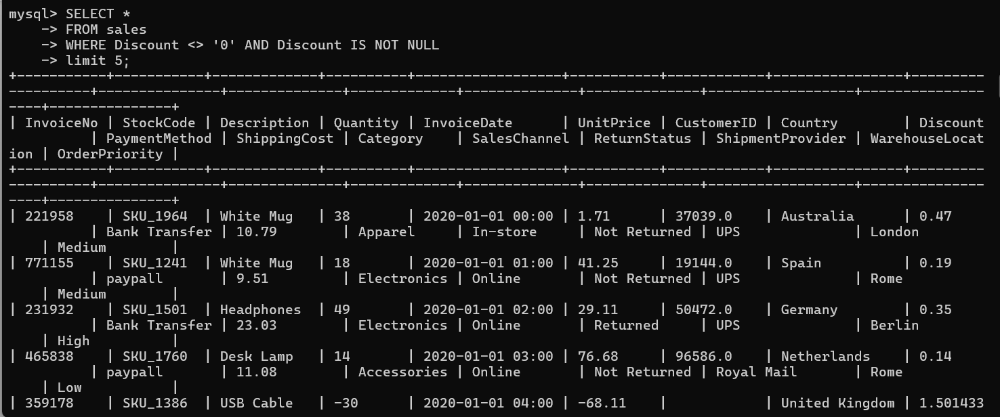 mysql> SELECT *
    -> FROM sales
    -> WHERE Discount <> '0' AND Discount IS NOT NULL
    -> limit 5;
+-----------+------------+-------------+----------+------------------+-----------+------------+----------------+---------
----------+---------------+--------------+-------------+--------------+--------------+------------------+---------------
----+---------------+
| InvoiceNo | StockCode | Description | Quantity | InvoiceDate      | UnitPrice | CustomerID | Country        | Discount
          | PaymentMethod | ShippingCost | Category    | SalesChannel | ReturnStatus | ShipmentProvider | WarehouseLocat
ion | OrderPriority |
+-----------+------------+-------------+----------+------------------+-----------+------------+----------------+---------
----------+---------------+--------------+-------------+--------------+--------------+------------------+---------------
----+---------------+
| 221958    | SKU_1964  | White Mug   | 38       | 2020-01-01 00:00 | 1.71      | 37039.0    | Australia      | 0.47
          | Bank Transfer | 10.79        | Apparel     | In-store     | Not Returned | UPS              | London
    | Medium        |
| 771155    | SKU_1241  | White Mug   | 18       | 2020-01-01 01:00 | 41.25     | 19144.0    | Spain          | 0.19
          | paypall       | 9.51         | Electronics | Online       | Not Returned | UPS              | Rome
    | Medium        |
| 231932    | SKU_1501  | Headphones  | 49       | 2020-01-01 02:00 | 29.11     | 50472.0    | Germany        | 0.35
          | Bank Transfer | 23.03        | Electronics | Online       | Returned     | UPS              | Berlin
    | High          |
| 465838    | SKU_1760  | Desk Lamp   | 14       | 2020-01-01 03:00 | 76.68     | 96586.0    | Netherlands    | 0.14
          | paypall       | 11.08        | Accessories | Online       | Not Returned | Royal Mail       | Rome
    | Low           |
| 359178    | SKU_1386  | USB Cable   | -30      | 2020-01-01 04:00 | -68.11    |            | United Kingdom | 1.501433